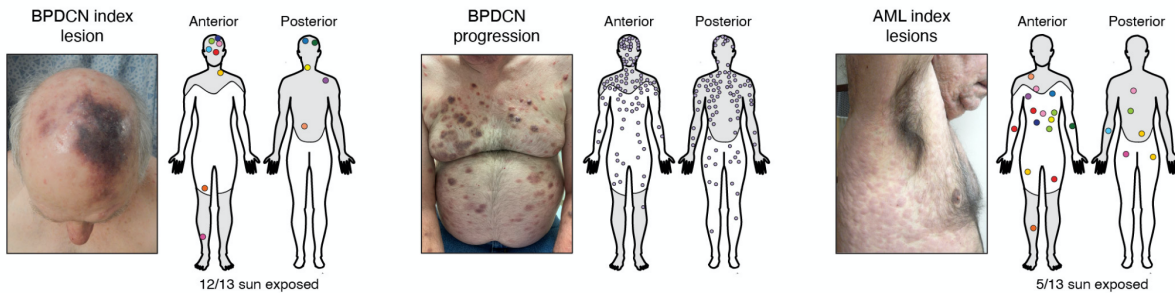 BPDCN index
lesion
Anterior
Posterior
12/13 sun exposed
BPDCN
progression
Anterior
Posterior
AML index
lesions
Anterior
Posterior
5/13 sun exposed